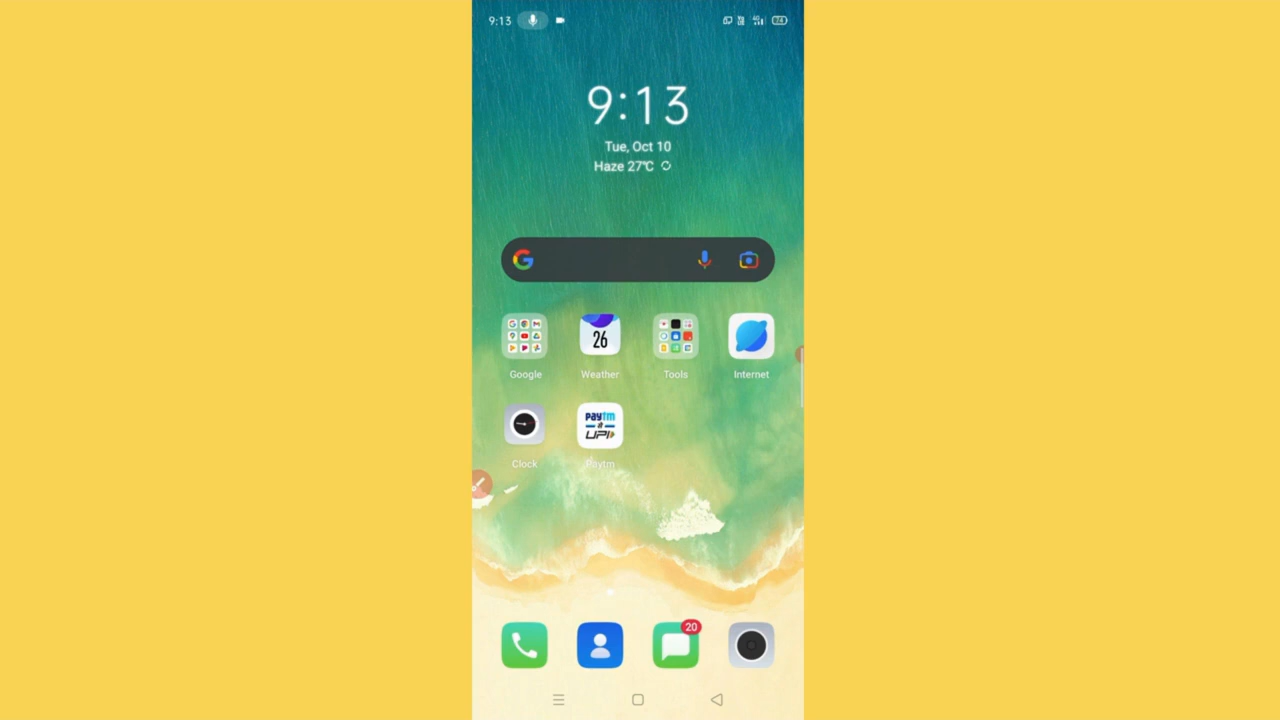 9:13
74
9:13
Tue, Oct 10
Haze 27℃
26
Google
Weather
Tools
Internet
paytm
UPI
Clock
Paytm
20